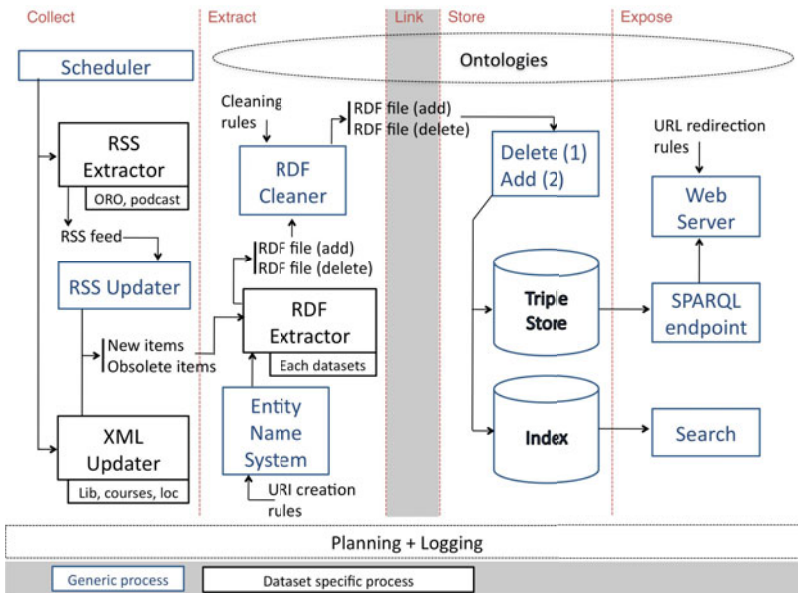 Collect
Extract
Link
Store
Expose
Ontologies
Scheduler
RSS
Extractor
ORO, podcast
RSS feed
RSS Updater
New items
Obsolete items
XML
Updater
Lib, courses, loc
Cleaning
rules
RDF
Cleaner
RDF file (add)
RDF file (delete)
RDF file (add)
RDF file (delete)
RDF
Extractor
Each datasets
Entity
Name
System
URI creation
rules
Delete (1)
Add (2)
Triple
Store
Index
URL redirection
rules
Web
Server
SPARQL
endpoint
Search
Planning + Logging
Generic process
Dataset specific process